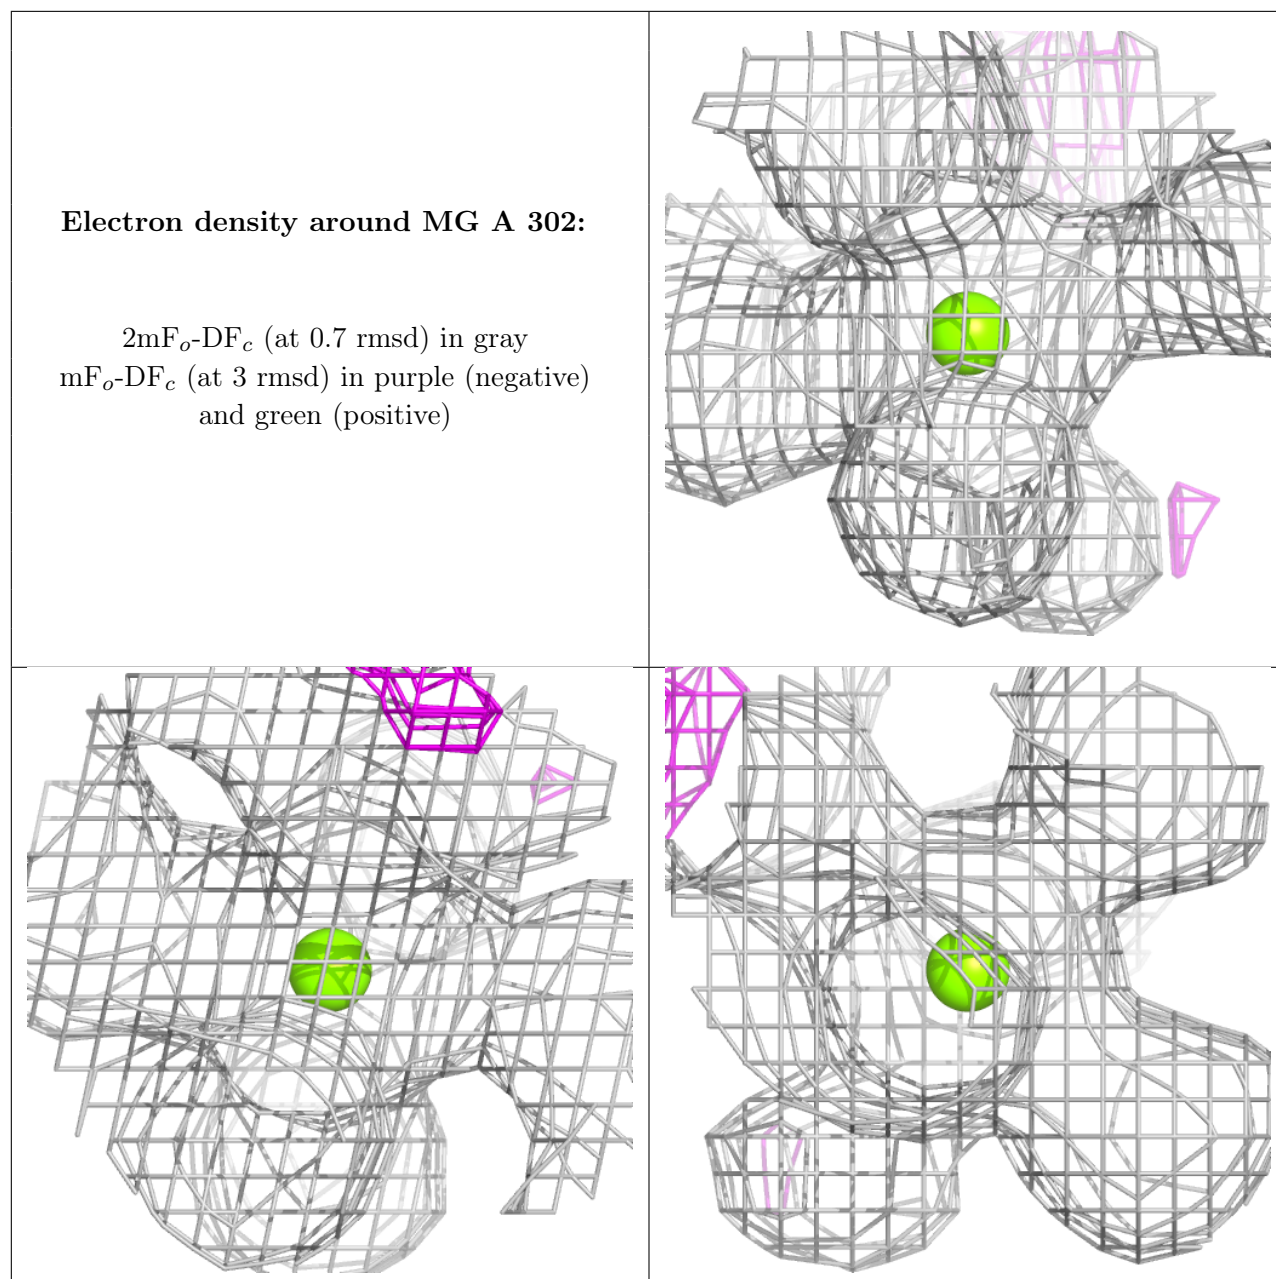 Electron density around MG A 302:
2mFo-DFc (at 0.7 rmsd) in gray
mFo-DFc (at 3 rmsd) in purple (negative)
and green (positive)